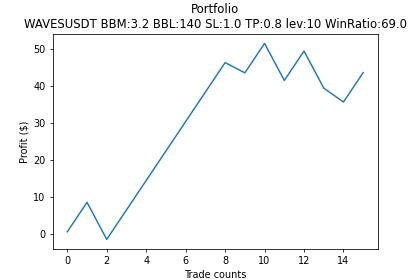 Portfolio
WAVESUSDT BBM:3.2 BBL:140 SL:1.0 TP:0.8 lev:10 WinRatio:69.0
50
40
30
20
10
0
Profit ($)
0 2 4 6 8 10 12 14
Trade counts